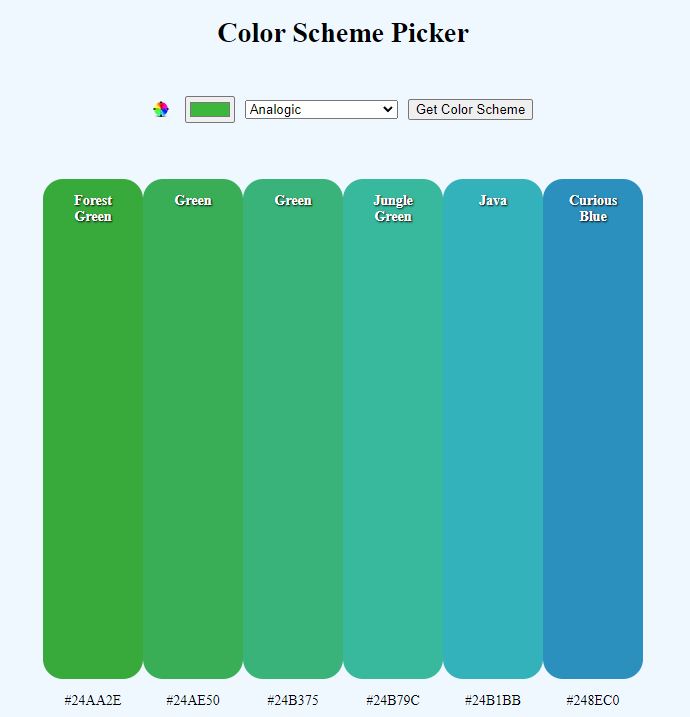 Color Scheme Picker
Analogic Get Color Scheme
Forest Green Green Green Jungle Green Java Curious Blue
#24AA2E #24AE50 #24B375 #24B79C #24B1BB #248EC0